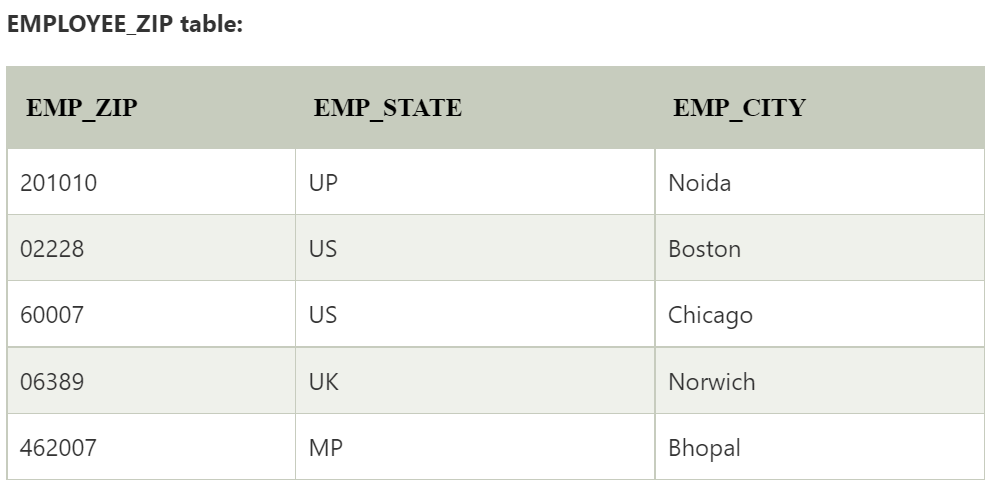 EMPLOYEE_ZIP table:
EMP_ZIP EMP_STATE EMP_CITY
201010 UP Noida
02228 US Boston
60007 US Chicago
06389 UK Norwich
462007 MP Bhopal